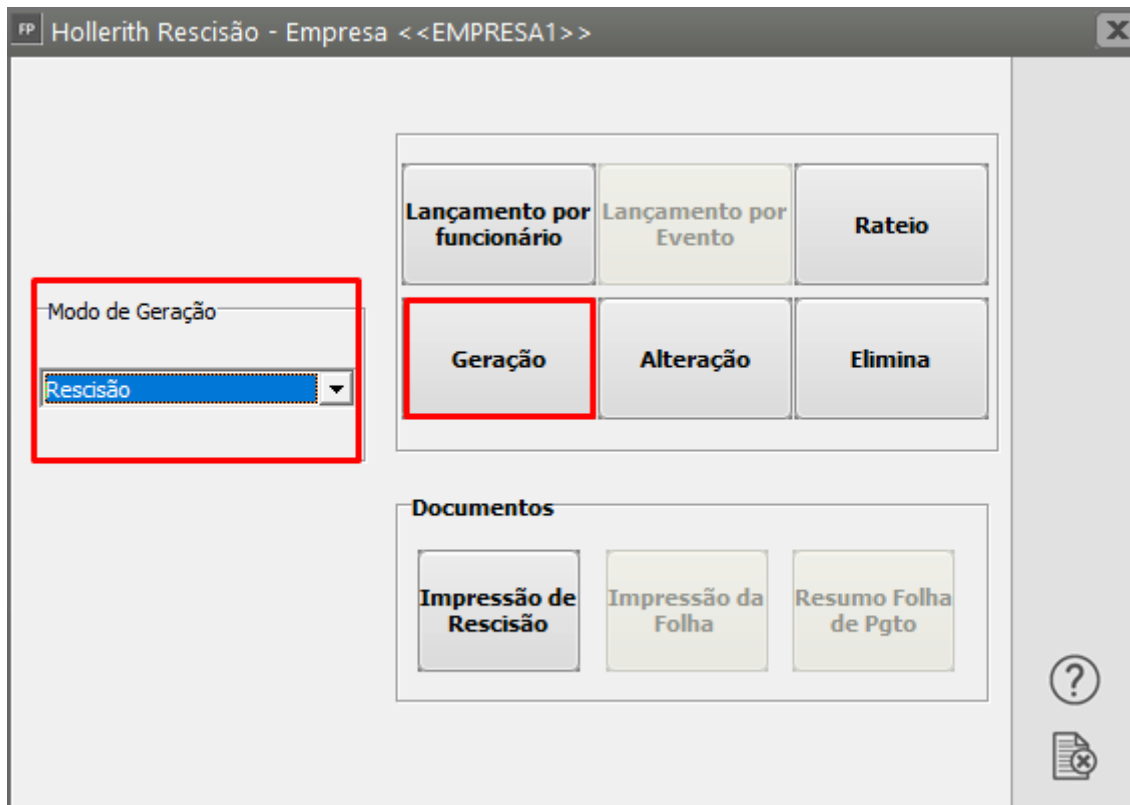 FP Hollerith Rescisão - Empresa <<EMPRESA1>>
Lançamento por
funcionário
Lançamento por
Evento
Rateio
Modo de Geração
Rescisão
Geração
Alteração
Elimina
Documentos
Impressão de
Rescisão
Impressão da
Folha
Resumo Folha
de Pgto
?